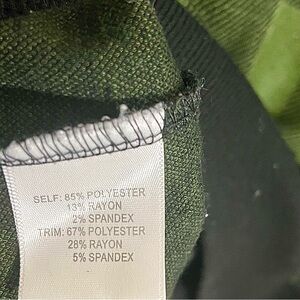 SELF: 85% POLYESTER
13% RAYON
2% SPANDEX
TRIM: 67% POLYESTER
28% RAYON
5% SPANDEX